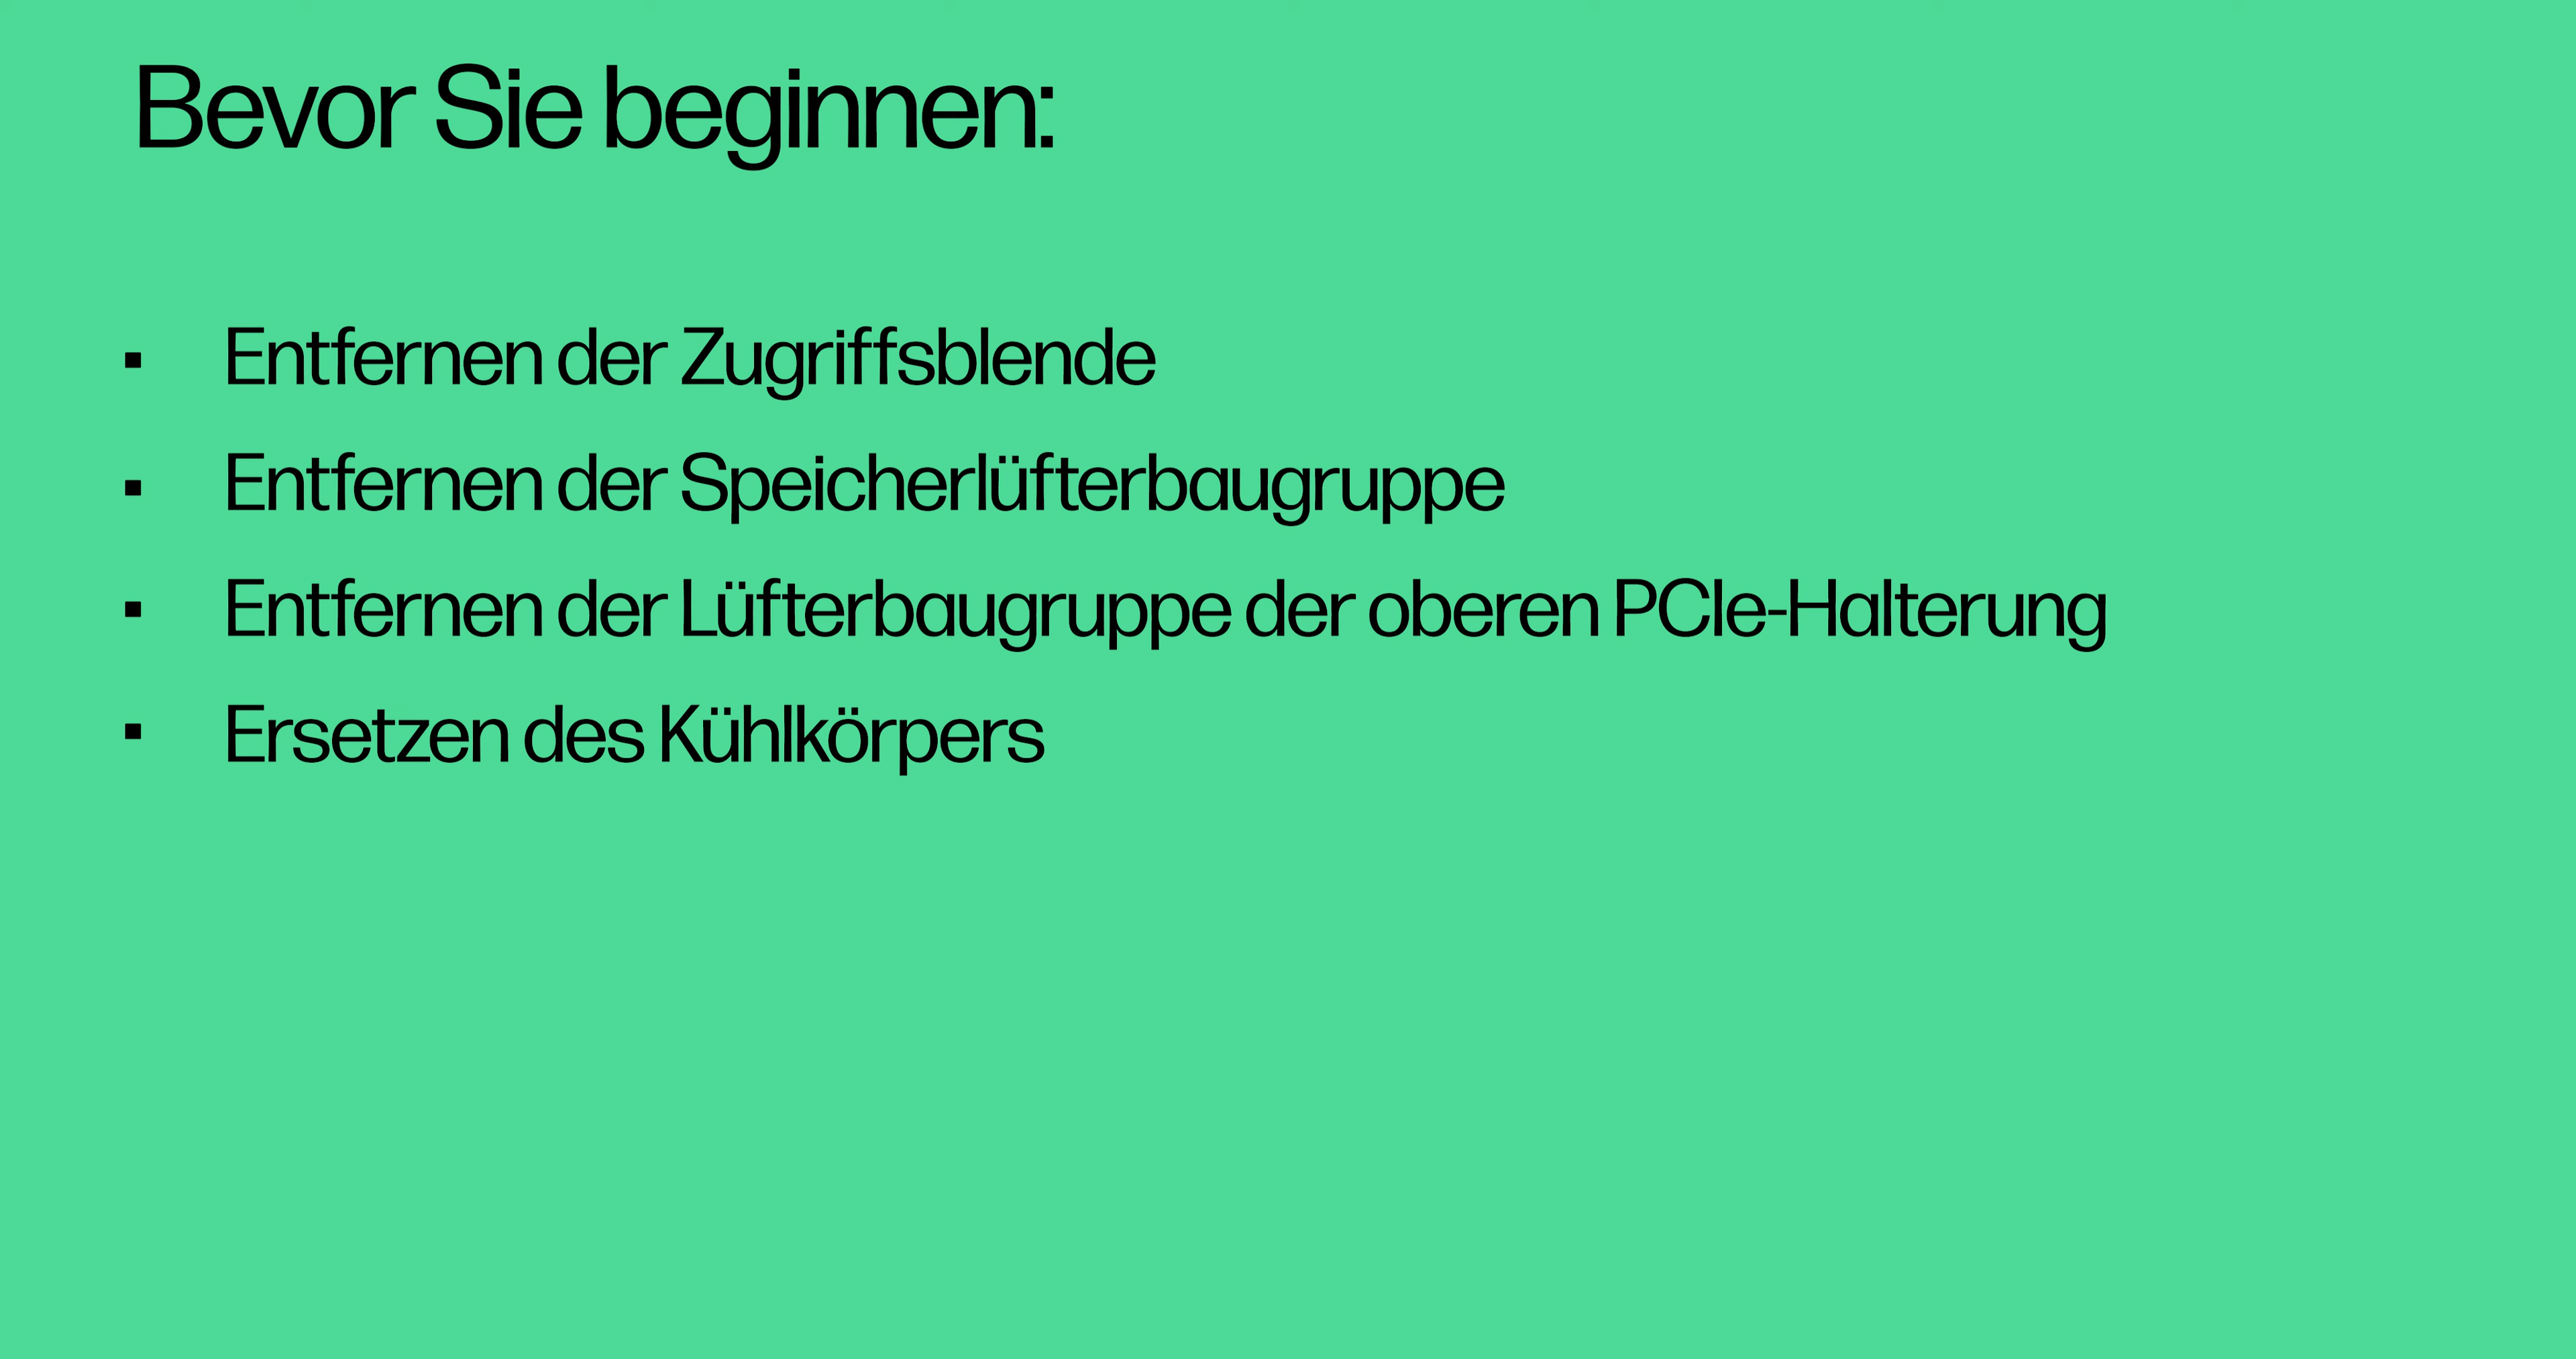 Bevor Sie beginnen:
▪ Entfernen der Zugriffsblende
▪ Entfernen der Speicherlüfterbaugruppe
▪ Entfernen der Lüfterbaugruppe der oberen PCIe-Halterung
▪ Ersetzen des Kühlkörpers